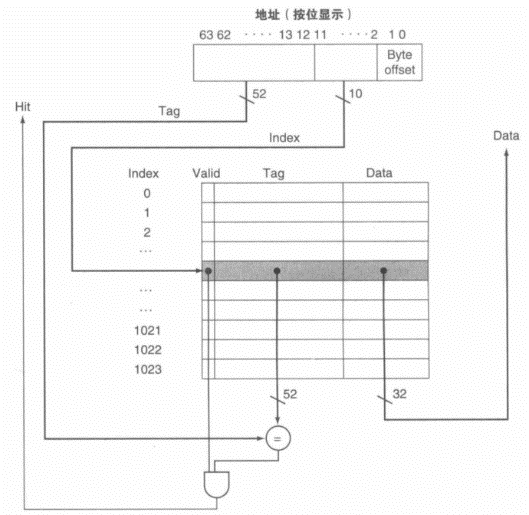 地址（按位显示）
63 62 ···· 13 12 11 ····2 1 0
Byte
offset
52
10
Hit
Tag
Data
Index
Index Valid Tag Data
0
1
2
...
...
...
1021
1022
1023
52
32
=